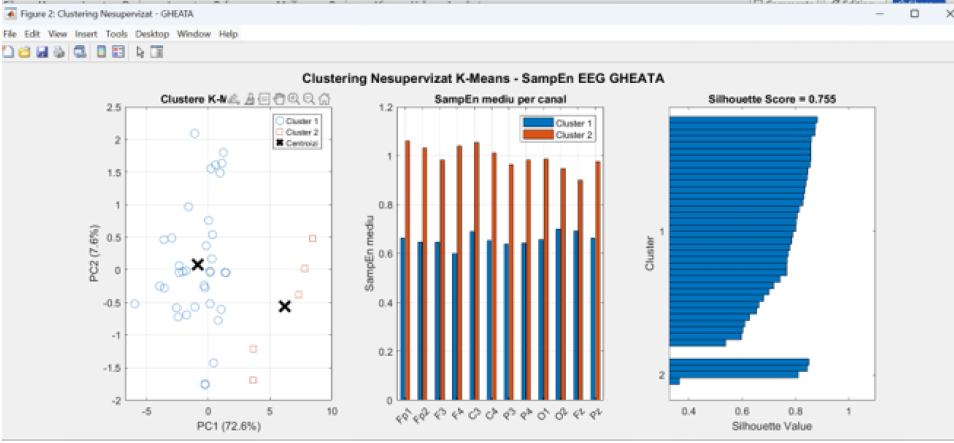 Figure 2: Clustering Nesupervizat - GHEATA
File Edit View Insert Tools Desktop Window Help
Clustering Nesupervizat K-Means - SampEn EEG GHEATA
Clustere K-M
2.5
2
1.5
1
0.5
0
-0.5
-1
-1.5
-2
-5 0 5 10
PC2 (7.6%)
PC1 (72.6%)
Cluster 1
Cluster 2
Centroizi
SampEn mediu per canal
1.2
1
0.8
0.6
0.4
0.2
0
SampEn mediu
Fp1 Fp2 F3 F4 C3 C4 P3 P4 O1 O2 Fz Pz
Cluster 1
Cluster 2
Silhouette Score = 0.755
Cluster
1
2
0.4 0.6 0.8 1
Silhouette Value